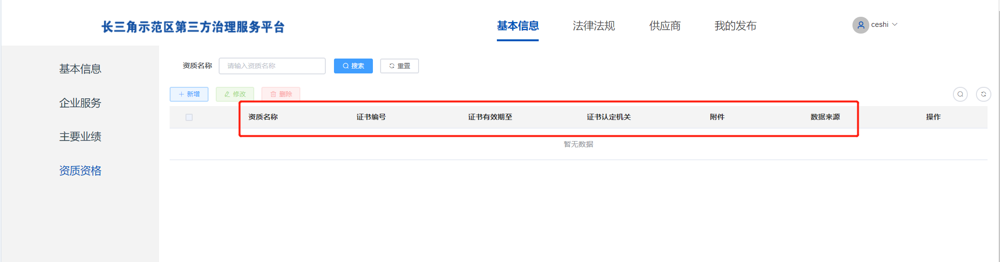 长三角示范区第三方治理服务平台
基本信息 法律法规 供应商 我的发布
ceshi
基本信息
企业服务
主要业绩
资质资格
资质名称 请输入资质名称 搜索 重置
新增 修改 删除
资质名称 证书编号 证书有效期至 证书认定机关 附件 数据来源 操作
暂无数据